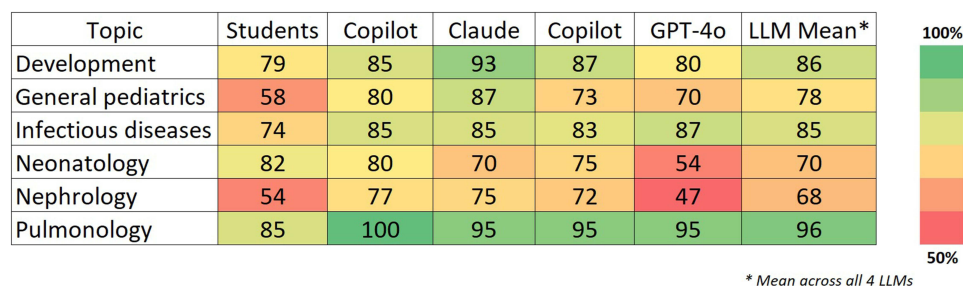 Topic Students Copilot Claude Copilot GPT-4o LLM Mean*
Development 79 85 93 87 80 86
General pediatrics 58 80 87 73 70 78
Infectious diseases 74 85 85 83 87 85
Neonatology 82 80 70 75 54 70
Nephrology 54 77 75 72 47 68
Pulmonology 85 100 95 95 95 96
100%
50%
* Mean across all 4 LLMs